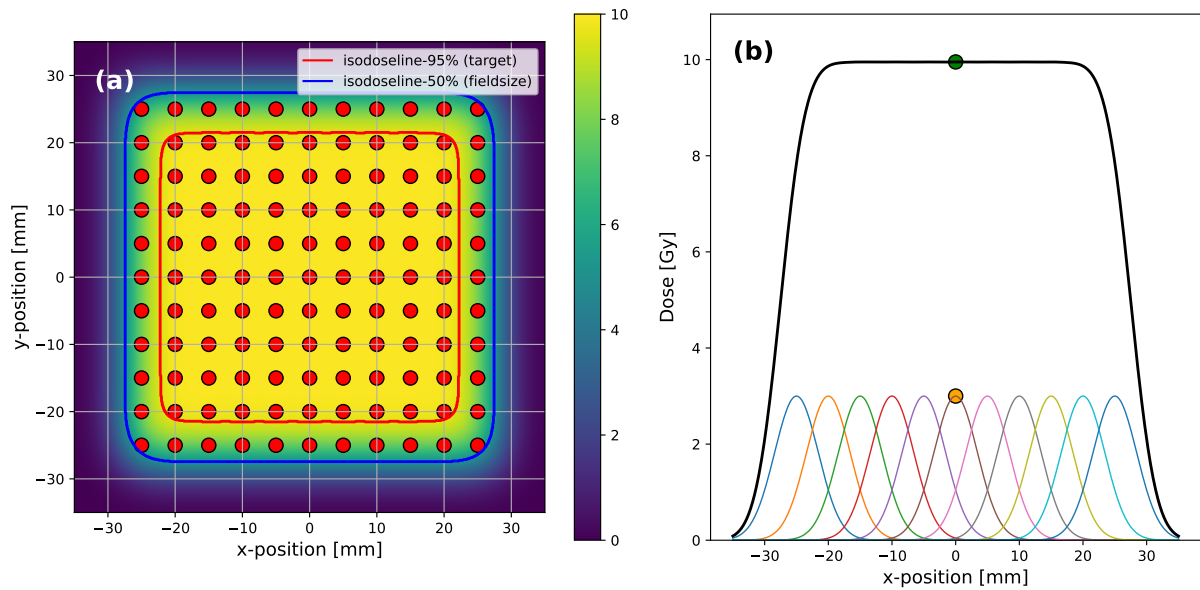 (a)
isodoseline-95% (target)
isodoseline-50% (fieldsize)
30
20
10
0
−10
−20
−30
y-position [mm]
−30 −20 −10 0 10 20 30
x-position [mm]
10
8
6
4
2
0
(b)
10
8
6
4
2
0
Dose [Gy]
−30 −20 −10 0 10 20 30
x-position [mm]